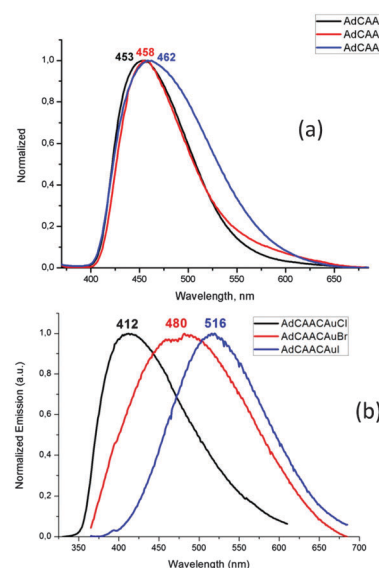 AdCAA
AdCAA
AdCAA
453 458 462
(a)
Normalized
1,0
0,8
0,6
0,4
0,2
0,0
400 450 500 550 600 650
Wavelength, nm
412 480 516
AdCAACAuCl
AdCAACAuBr
AdCAACAuI
(b)
Normalized Emission (a.u.)
1,0
0,8
0,6
0,4
0,2
0,0
350 400 450 500 550 600 650 700
Wavelength (nm)